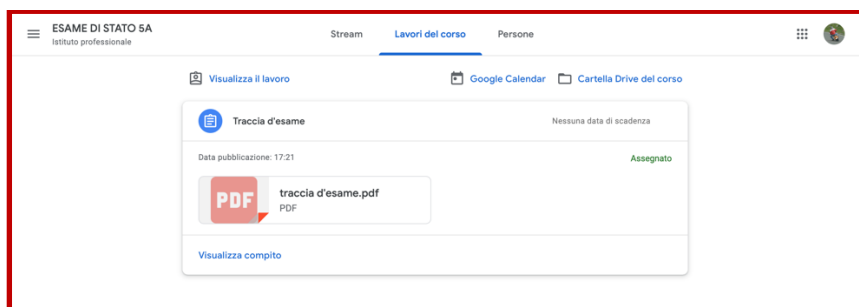 ESAME DI STATO 5A
Istituto professionale
Stream Lavori del corso Persone
Visualizza il lavoro Google Calendar Cartella Drive del corso
Traccia d'esame Nessuna data di scadenza
Data pubblicazione: 17:21 Assegnato
PDF traccia d'esame.pdf
PDF
Visualizza compito